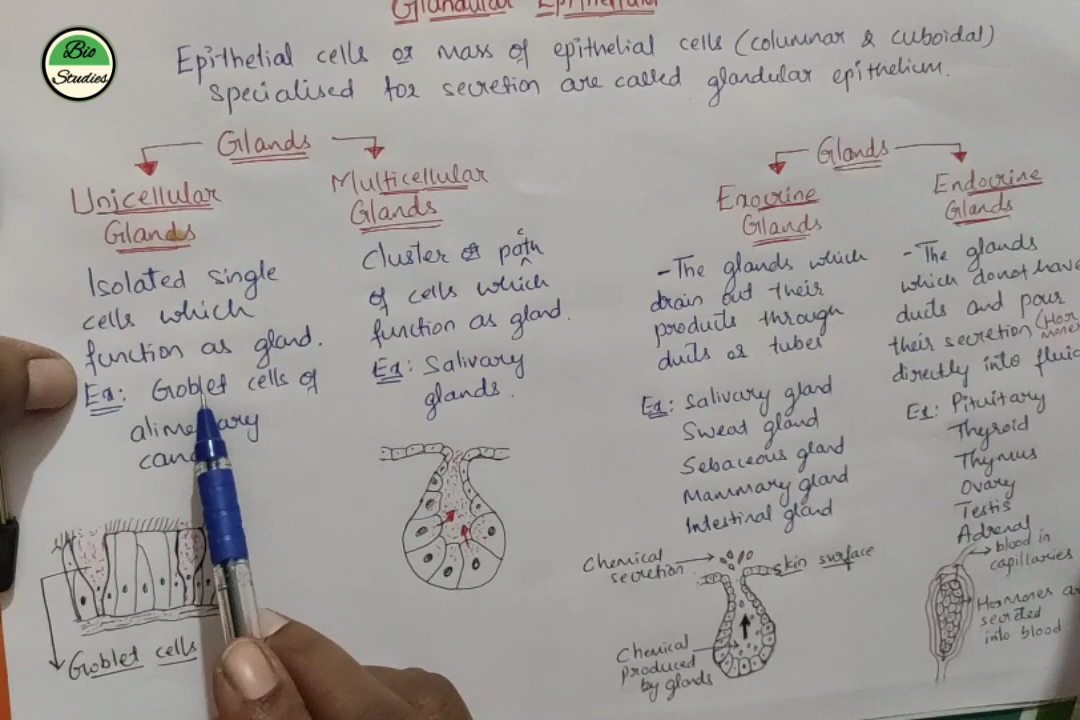 Glandular Epithelium
Bio
Studies
Epithelial cells or mass of epithelial cells (columnar & cuboidal)
specialised for secretion are called glandular epithelium.
Glands
Unicellular
Glands
Isolated single
cells which
function as gland.
Ex: Goblet cells of
alimentary
Goblet cells
Multicellular
Glands
Cluster or patch
of cells which
function as gland.
Ex: Salivary
glands.
Glands
Exocrine
Glands
-The glands which
drain out their
products through
ducts or tubes
Ex: Salivary gland
Sweat gland
Sebaceous gland
Mammary gland
Intestinal gland
Chemical
secretion
skin surface
Chemical
produced
by glands
Endocrine
Glands
-The glands
which donot have
ducts and pour
their secretion (Hor
mones
directly into fluid
Ex: Pituitary
Thyroid
Thymus
Ovary
Testis
Adrenal
blood in
capillaries
Hormones a
secreted
into blood